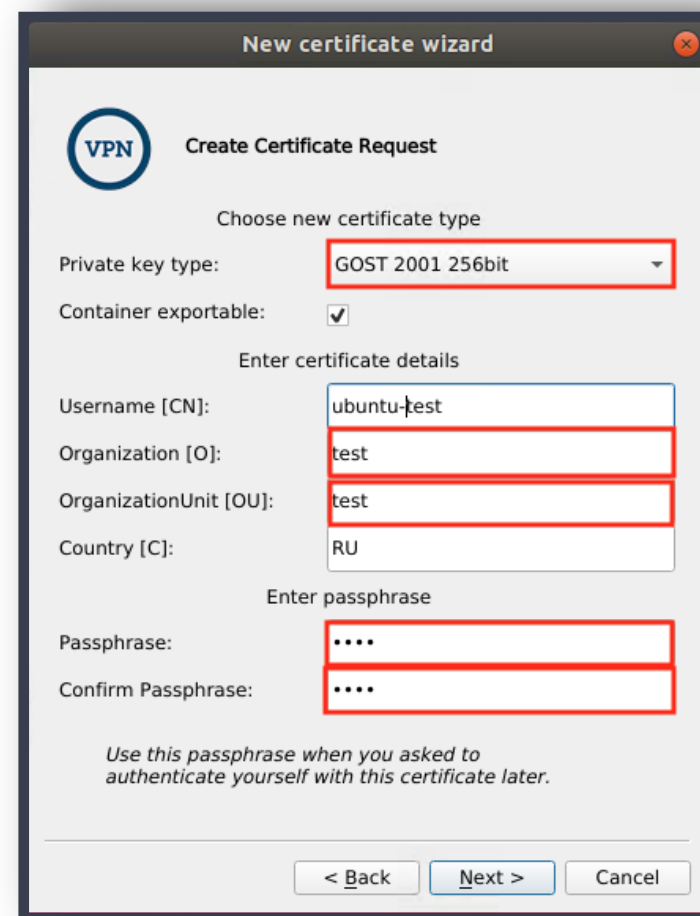 New certificate wizard
VPN
Create Certificate Request
Choose new certificate type
Private key type: GOST 2001 256bit
Container exportable:
Enter certificate details
Username [CN]: ubuntu-test
Organization [O]: test
OrganizationUnit [OU]: test
Country [C]: RU
Enter passphrase
Passphrase: ••••
Confirm Passphrase: ••••
Use this passphrase when you asked to
authenticate yourself with this certificate later.
< Back Next > Cancel